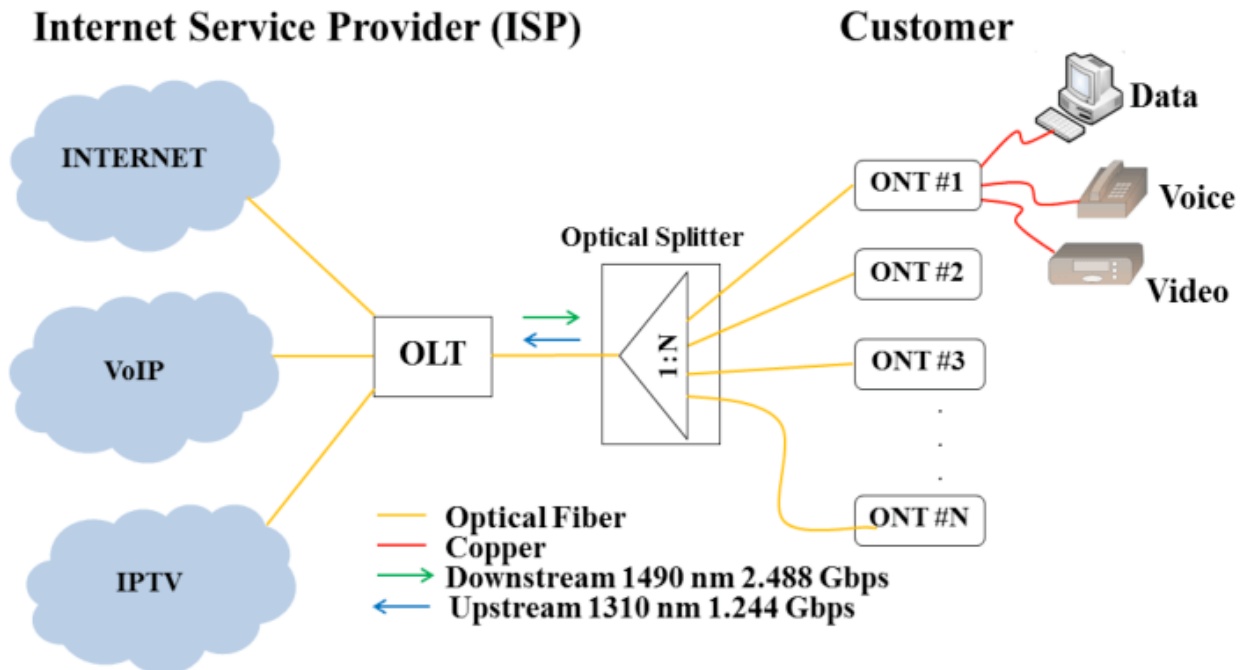 Internet Service Provider (ISP)
Customer
INTERNET
VoIP
IPTV
OLT
Optical Splitter
1:N
ONT #1
ONT #2
ONT #3
.
.
.
ONT #N
Data
Voice
Video
Optical Fiber
Copper
Downstream 1490 nm 2.488 Gbps
Upstream 1310 nm 1.244 Gbps